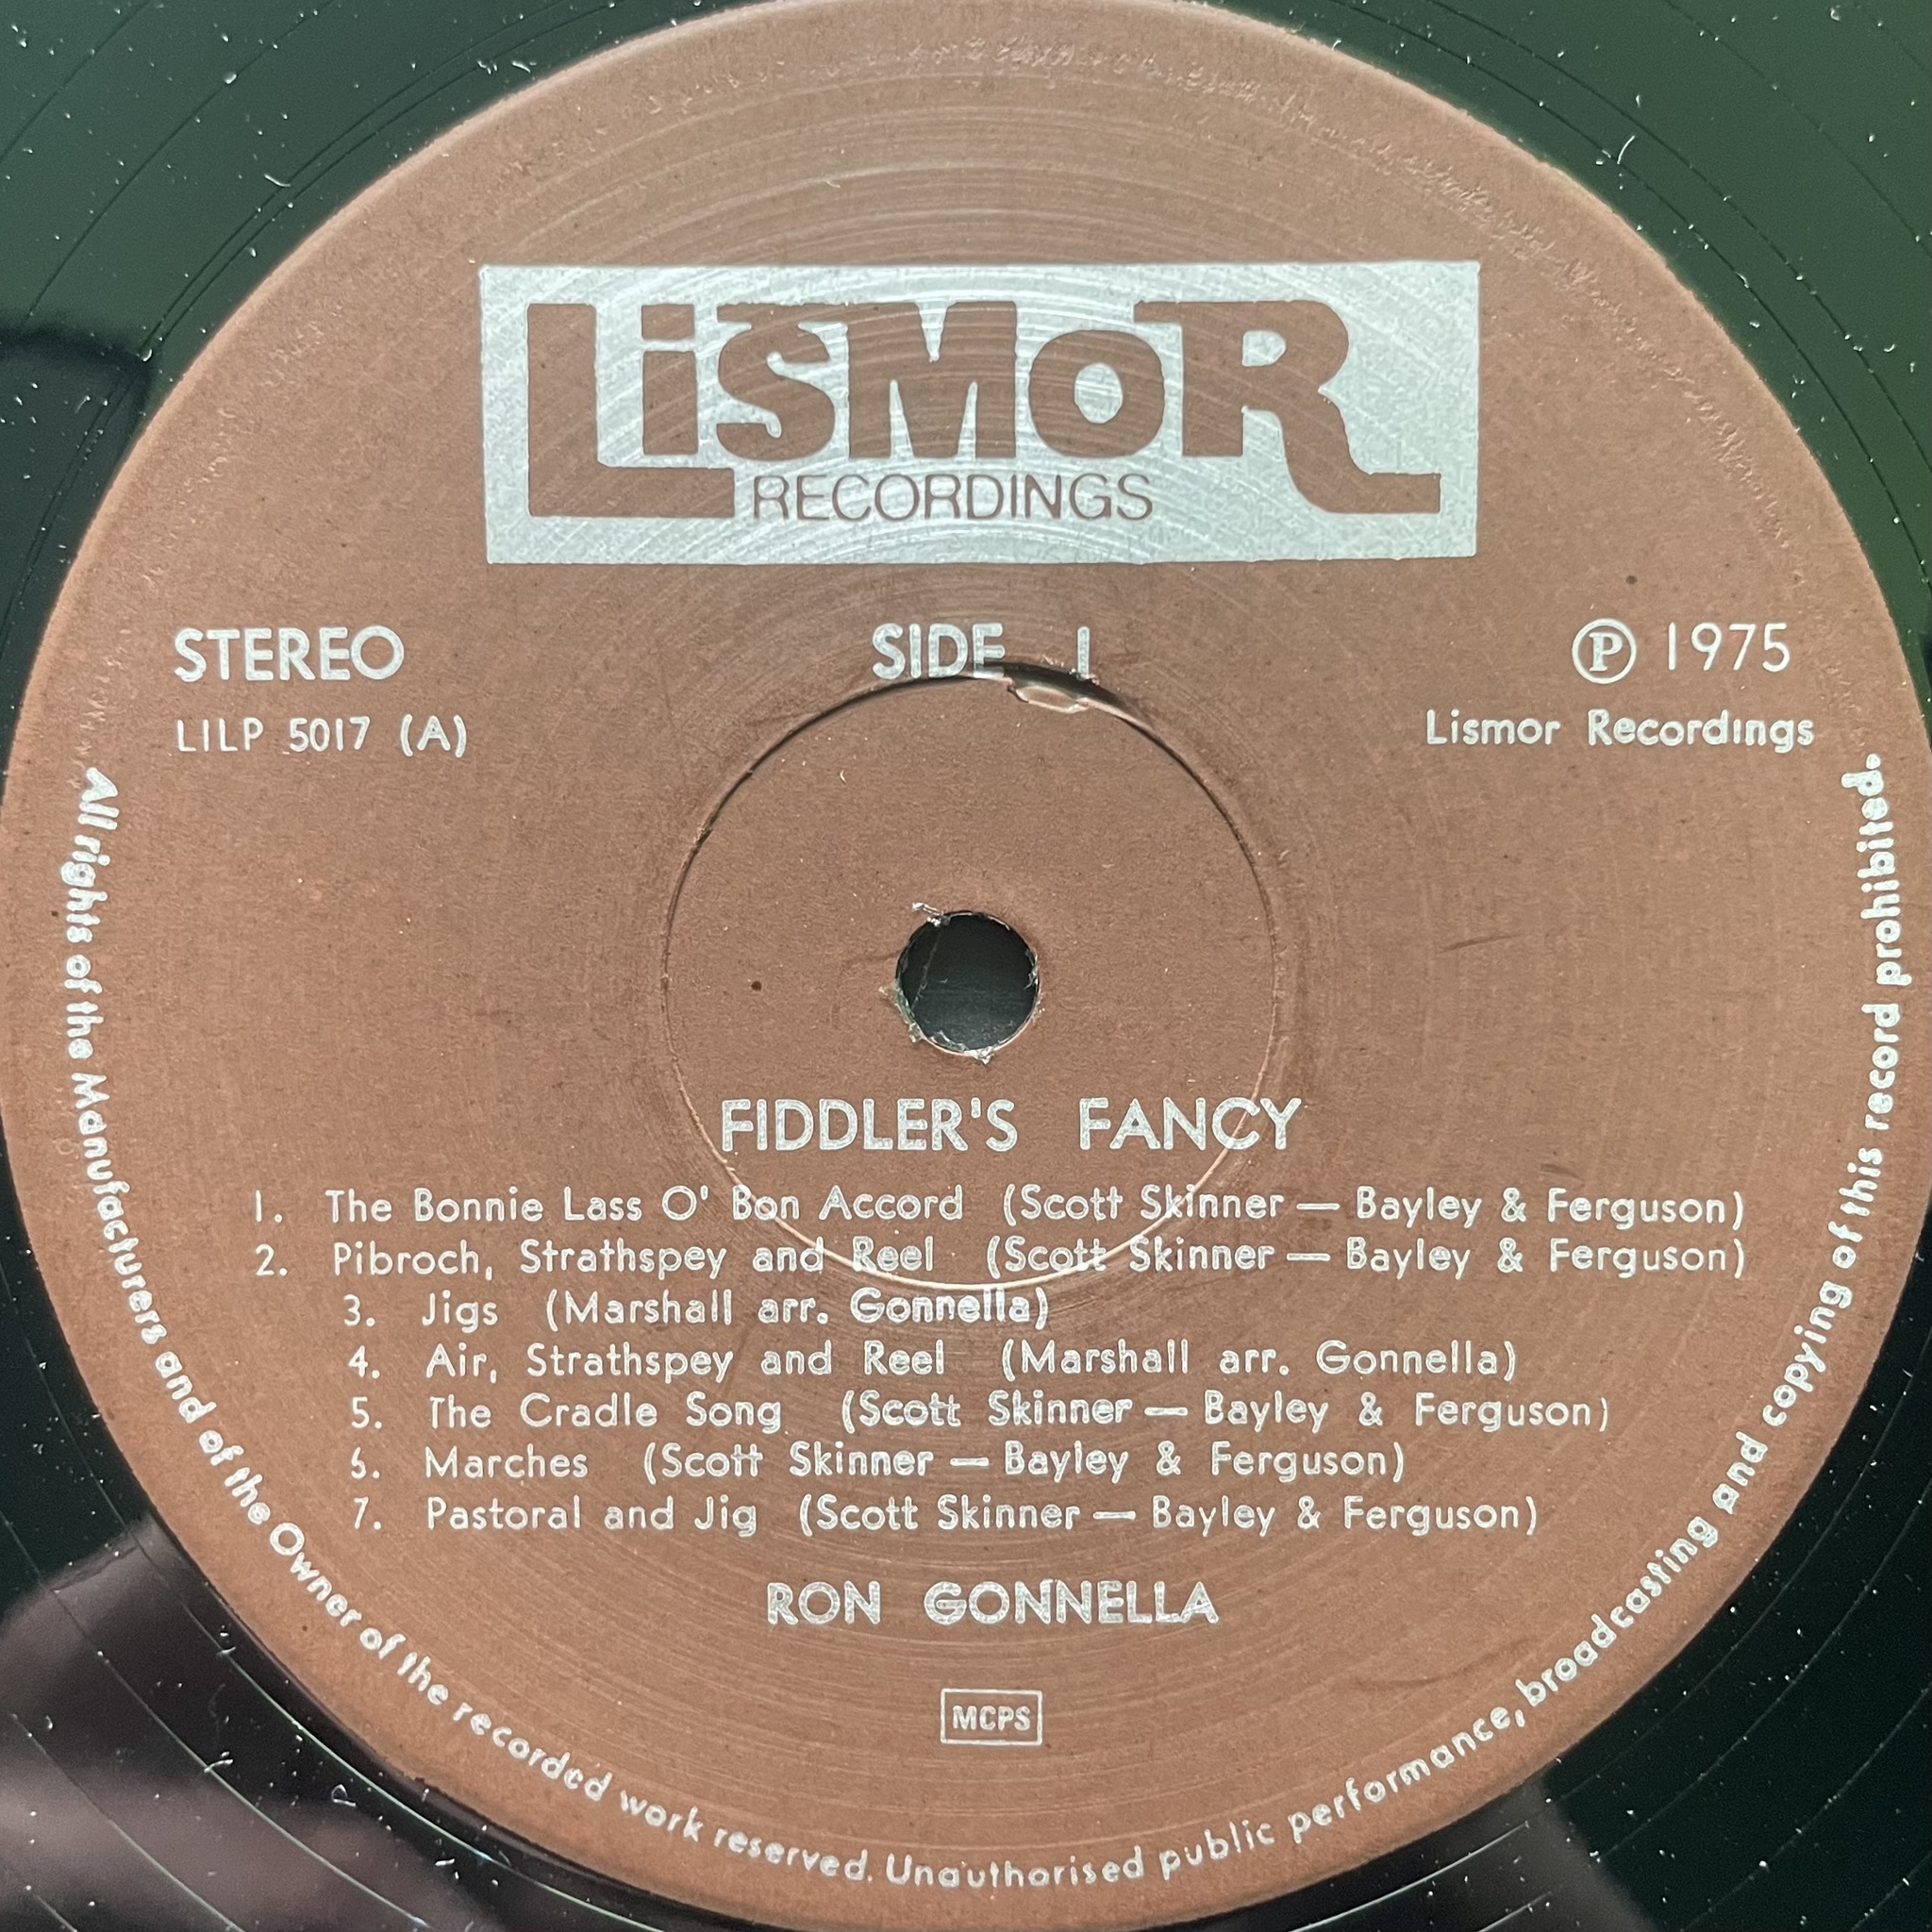 LiSMoR
RECORDINGS
STEREO
SIDE 1
Ⓟ 1975
LILP 5017 (A)
Lismor Recordings
FIDDLER'S FANCY
1. The Bonnie Lass O' Bon Accord (Scott Skinner — Bayley & Ferguson)
2. Pibroch, Strathspey and Reel (Scott Skinner — Bayley & Ferguson)
3. Jigs (Marshall arr. Gonnella)
4. Air, Strathspey and Reel (Marshall arr. Gonnella)
5. The Cradle Song (Scott Skinner — Bayley & Ferguson)
6. Marches (Scott Skinner — Bayley & Ferguson)
7. Pastoral and Jig (Scott Skinner — Bayley & Ferguson)
RON GONNELLA
MCPS
All rights of the Manufacturers and of the Owner of the recorded work reserved. Unauthorised public performance, broadcasting and copying of this record prohibited.